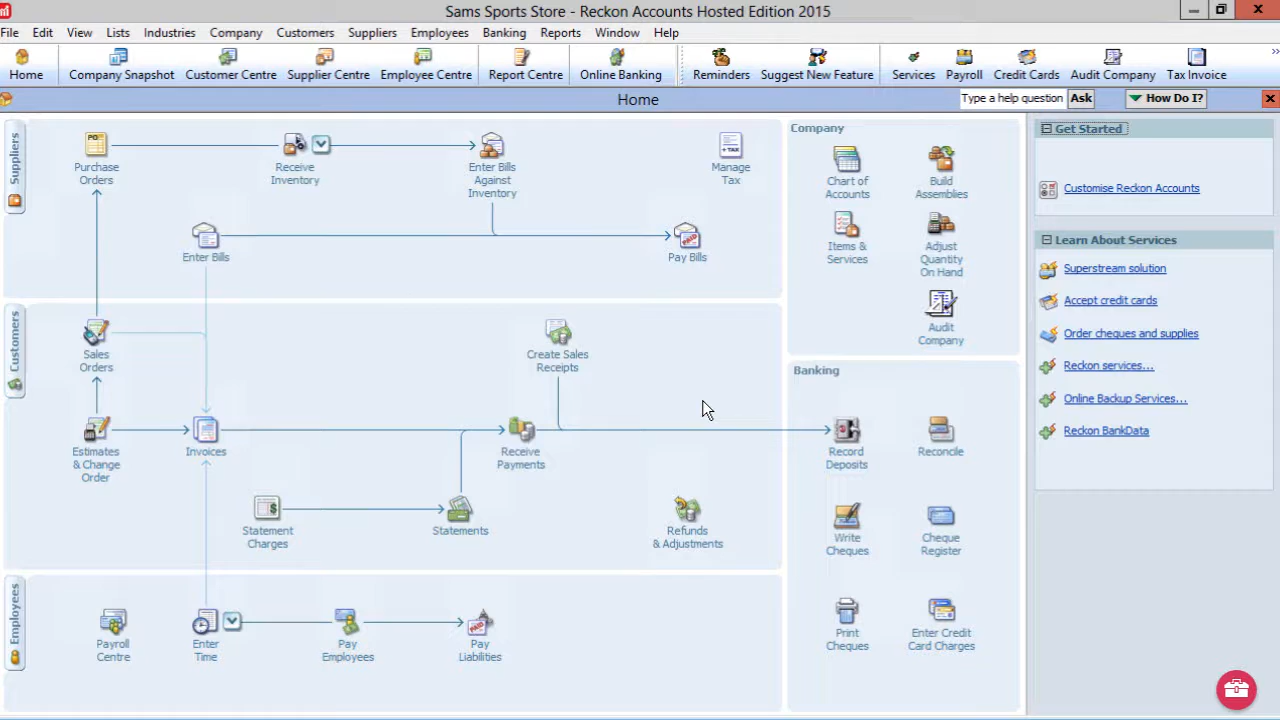 Sams Sports Store - Reckon Accounts Hosted Edition 2015
File Edit View Lists Industries Company Customers Suppliers Employees Banking Reports Window Help
Home Company Snapshot Customer Centre Supplier Centre Employee Centre Report Centre Online Banking Reminders Suggest New Feature Services Payroll Credit Cards Audit Company Tax Invoice
Home
Type a help question Ask How Do I?
Suppliers
PO
Purchase
Orders
Receive
Inventory
Enter Bills
Against
Inventory
+ TAX
Manage
Tax
Enter Bills
PAID
Pay Bills
Customers
Sales
Orders
Create Sales
Receipts
Estimates
& Change
Order
Invoices
Receive
Payments
Statement
Charges
Statements
Refunds
& Adjustments
Employees
Payroll
Centre
Enter
Time
Pay
Employees
PAID
Pay
Liabilities
Company
Chart of
Accounts
Build
Assemblies
Items &
Services
Adjust
Quantity
On Hand
Audit
Company
Banking
Record
Deposits
Reconcile
Write
Cheques
Cheque
Register
Print
Cheques
Enter Credit
Card Charges
Get Started
Customise Reckon Accounts
Learn About Services
Superstream solution
Accept credit cards
Order cheques and supplies
Reckon services...
Online Backup Services...
Reckon BankData